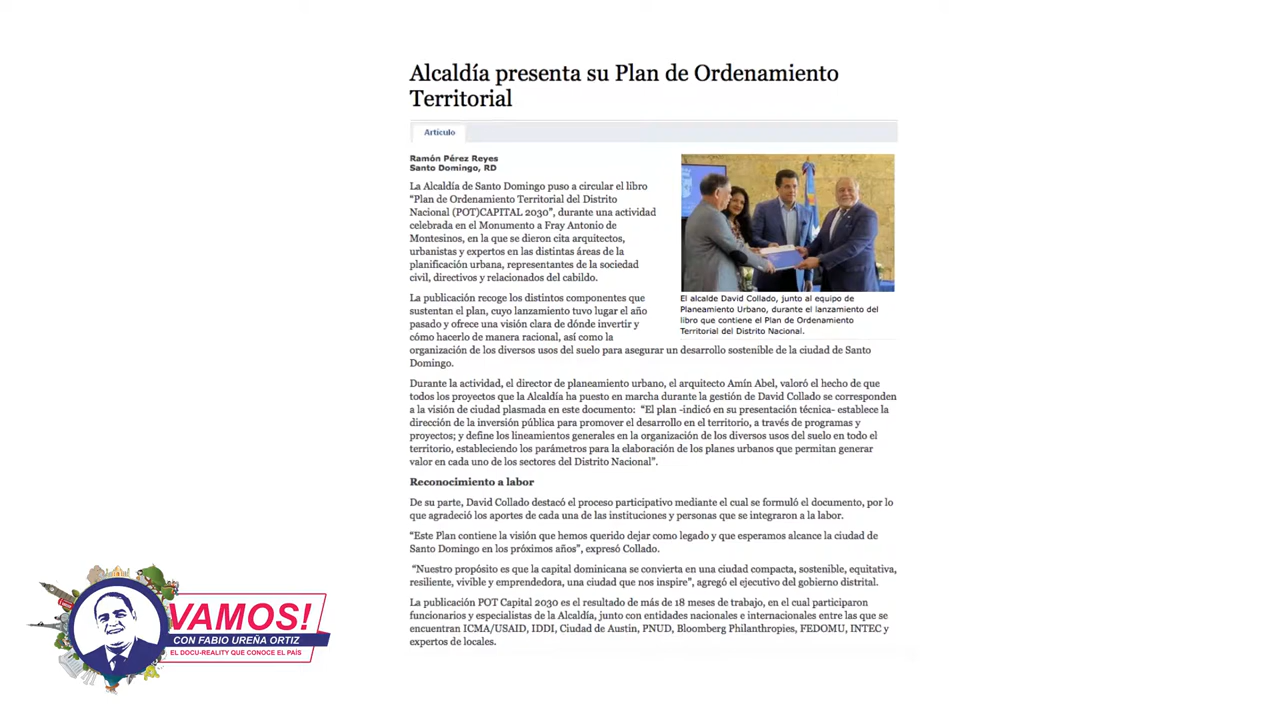 Alcaldía presenta su Plan de Ordenamiento
Territorial
Artículo
Ramón Pérez Reyes
Santo Domingo, RD
La Alcaldía de Santo Domingo puso a circular el libro
“Plan de Ordenamiento Territorial del Distrito
Nacional (POT)CAPITAL 2030”, durante una actividad
celebrada en el Monumento a Fray Antonio de
Montesinos, en la que se dieron cita arquitectos,
urbanistas y expertos en las distintas áreas de la
planificación urbana, representantes de la sociedad
civil, directivos y relacionados del cabildo.
La publicación recoge los distintos componentes que
sustentan el plan, cuyo lanzamiento tuvo lugar el año
pasado y ofrece una visión clara de dónde invertir y
cómo hacerlo de manera racional, así como la
organización de los diversos usos del suelo para asegurar un desarrollo sostenible de la ciudad de Santo
Domingo.
El alcalde David Collado, junto al equipo de
Planeamiento Urbano, durante el lanzamiento del
libro que contiene el Plan de Ordenamiento
Territorial del Distrito Nacional.
Durante la actividad, el director de planeamiento urbano, el arquitecto Amín Abel, valoró el hecho de que
todos los proyectos que la Alcaldía ha puesto en marcha durante la gestión de David Collado se corresponden
a la visión de ciudad plasmada en este documento: “El plan -indicó en su presentación técnica- establece la
dirección de la inversión pública para promover el desarrollo en el territorio, a través de programas y
proyectos; y define los lineamientos generales en la organización de los diversos usos del suelo en todo el
territorio, estableciendo los parámetros para la elaboración de los planes urbanos que permitan generar
valor en cada uno de los sectores del Distrito Nacional”.
Reconocimiento a labor
De su parte, David Collado destacó el proceso participativo mediante el cual se formuló el documento, por lo
que agradeció los aportes de cada una de las instituciones y personas que se integraron a la labor.
“Este Plan contiene la visión que hemos querido dejar como legado y que esperamos alcance la ciudad de
Santo Domingo en los próximos años”, expresó Collado.
“Nuestro propósito es que la capital dominicana se convierta en una ciudad compacta, sostenible, equitativa,
resiliente, vivible y emprendedora, una ciudad que nos inspire”, agregó el ejecutivo del gobierno distrital.
La publicación POT Capital 2030 es el resultado de más de 18 meses de trabajo, en el cual participaron
funcionarios y especialistas de la Alcaldía, junto con entidades nacionales e internacionales entre las que se
encuentran ICMA/USAID, IDDI, Ciudad de Austin, PNUD, Bloomberg Philanthropies, FEDOMU, INTEC y
expertos de locales.
VAMOS!
CON FABIO UREÑA ORTIZ
EL DOCU-REALITY QUE CONOCE EL PAÍS